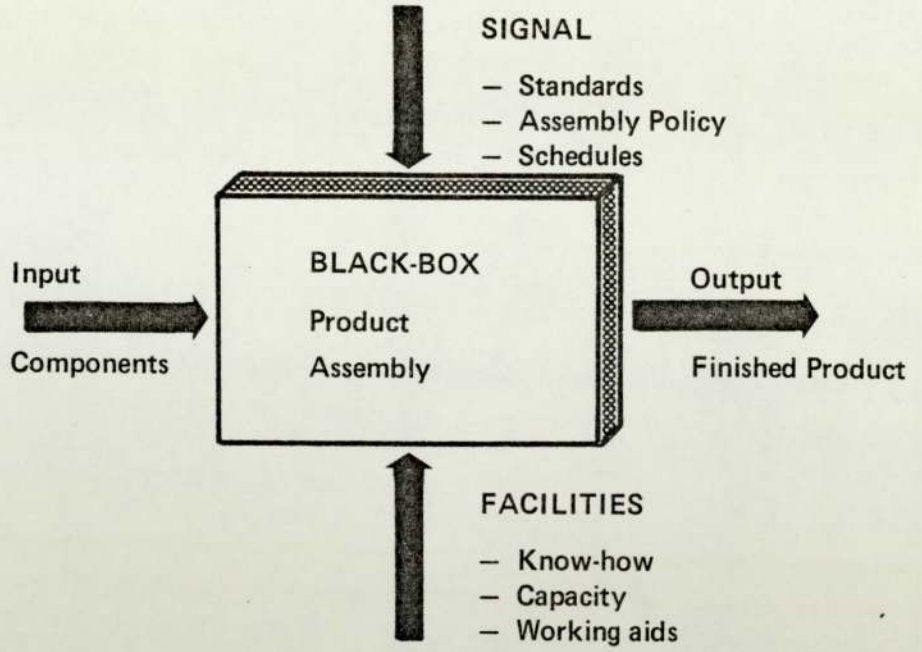 SIGNAL
— Standards
— Assembly Policy
— Schedules
BLACK-BOX
Product
Assembly
Input
Components
Output
Finished Product
FACILITIES
— Know-how
— Capacity
— Working aids